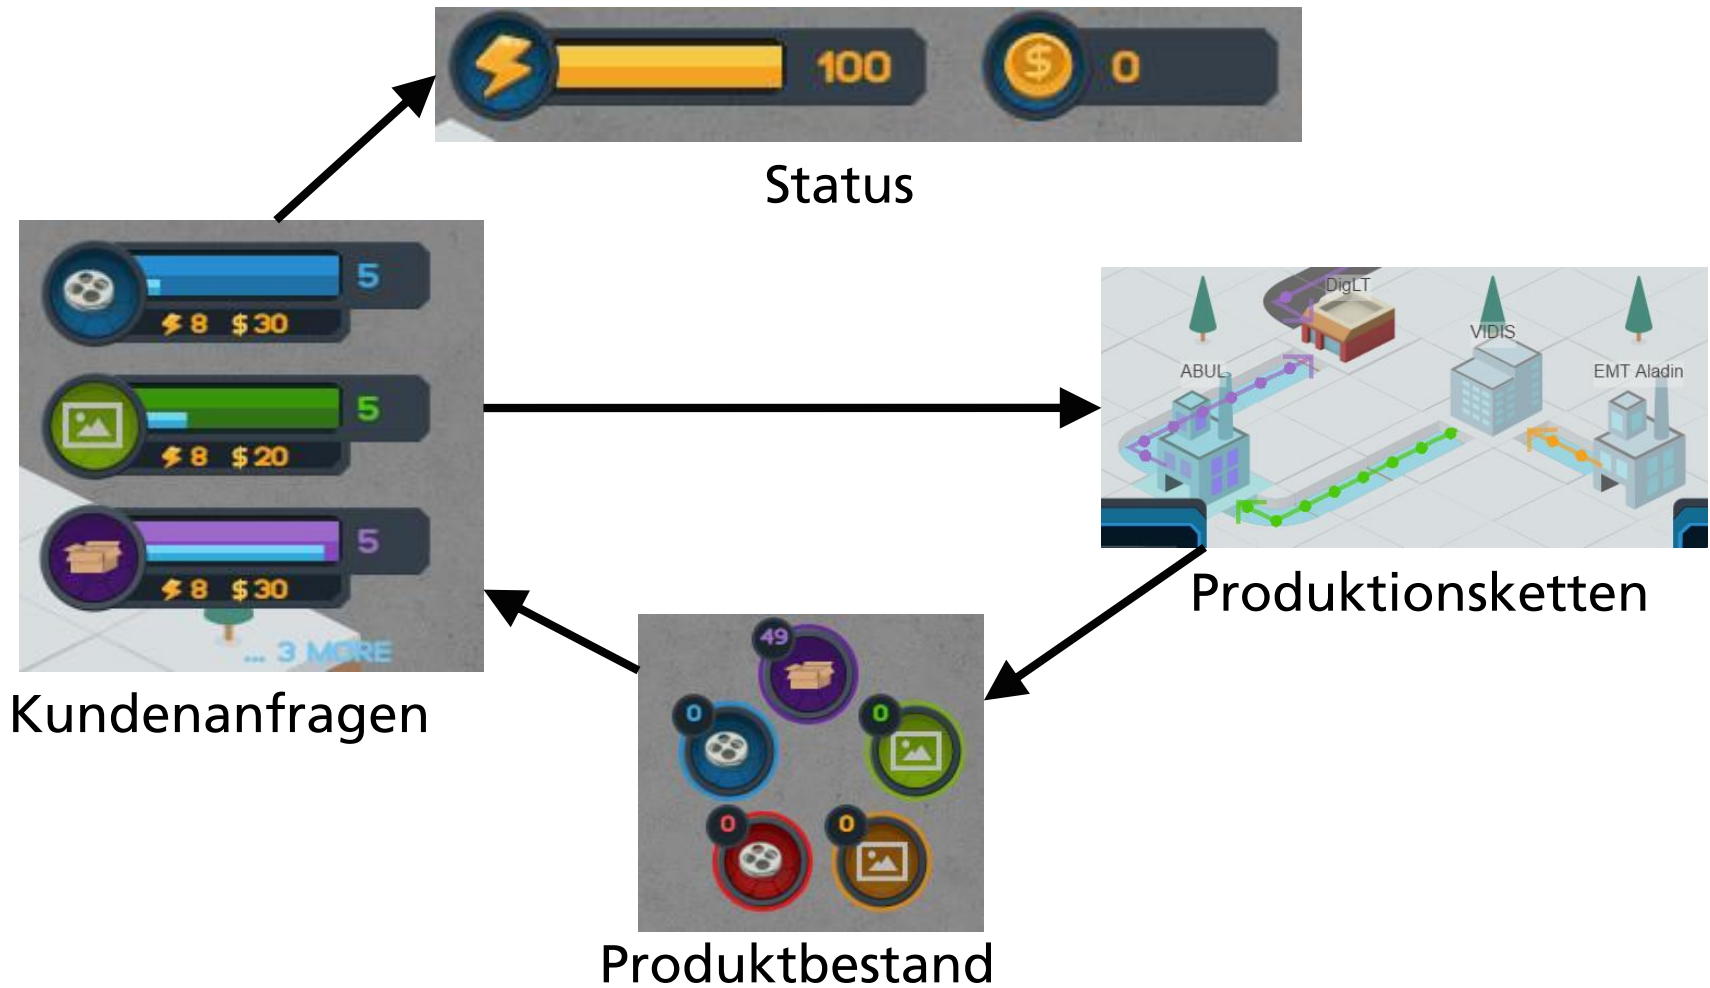 100
0
Status
5
8 $30
5
8 $20
5
8 $30
... 3 MORE
Kundenanfragen
DigLT
VIDIS
ABUL
EMT Aladin
Produktionsketten
49
0
0
0
0
Produktbestand